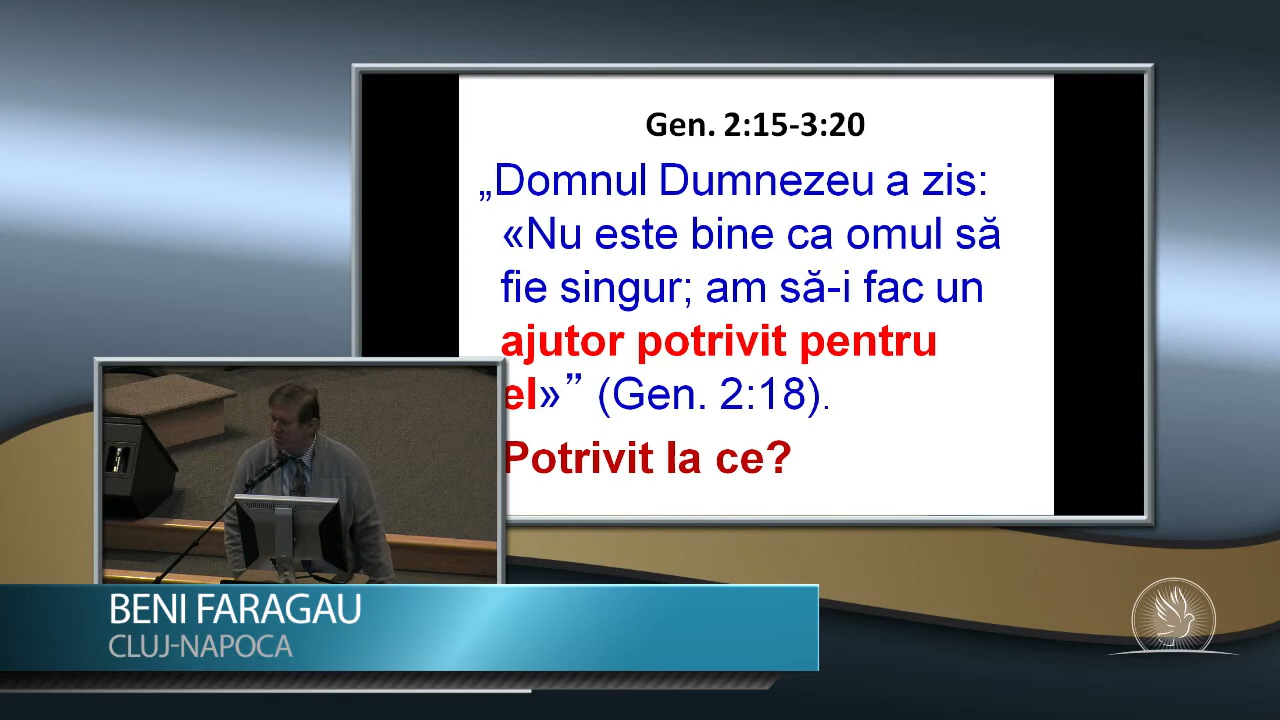 Gen. 2:15-3:20
„Domnul Dumnezeu a zis:
«Nu este bine ca omul să
fie singur; am să-i fac un
ajutor potrivit pentru
el»” (Gen. 2:18).
Potrivit la ce?
BENI FARAGAU
CLUJ-NAPOCA